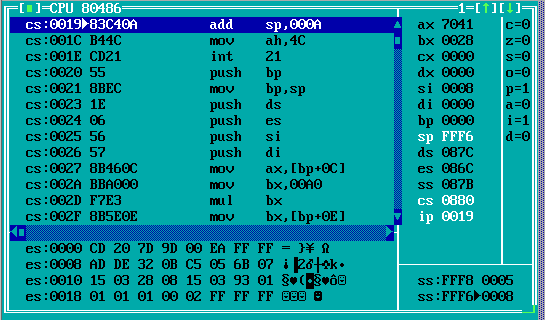 [■]=CPU 80486 1=[↑][↓]
cs:0019►83C40A add sp,000A ax 7041 c=0
cs:001C B44C mov ah,4C bx 0028 z=0
cs:001E CD21 int 21 cx 0000 s=0
cs:0020 55 push bp dx 0000 o=0
cs:0021 8BEC mov bp,sp si 0008 p=1
cs:0023 1E push ds di 0000 a=0
cs:0024 06 push es bp 0000 i=1
cs:0025 56 push si sp FFF6 d=0
cs:0026 57 push di ds 087C
cs:0027 8B460C mov ax,[bp+0C] es 086C
cs:002A BBA000 mov bx,00A0 ss 087B
cs:002D F7E3 mul bx cs 0880
cs:002F 8B5E0E mov bx,[bp+0E] ip 0019
es:0000 CD 20 7D 9D 00 EA FF FF = }¥ Ω
es:0008 AD DE 32 0B C5 05 6B 07 ¡▐2♂┼♣k•
es:0010 15 03 28 08 15 03 93 01 §♥(◘§♥ô☺ ss:FFF8 0005
es:0018 01 01 01 00 02 FF FF FF ☺☺☺ ☻ ss:FFF6►0008